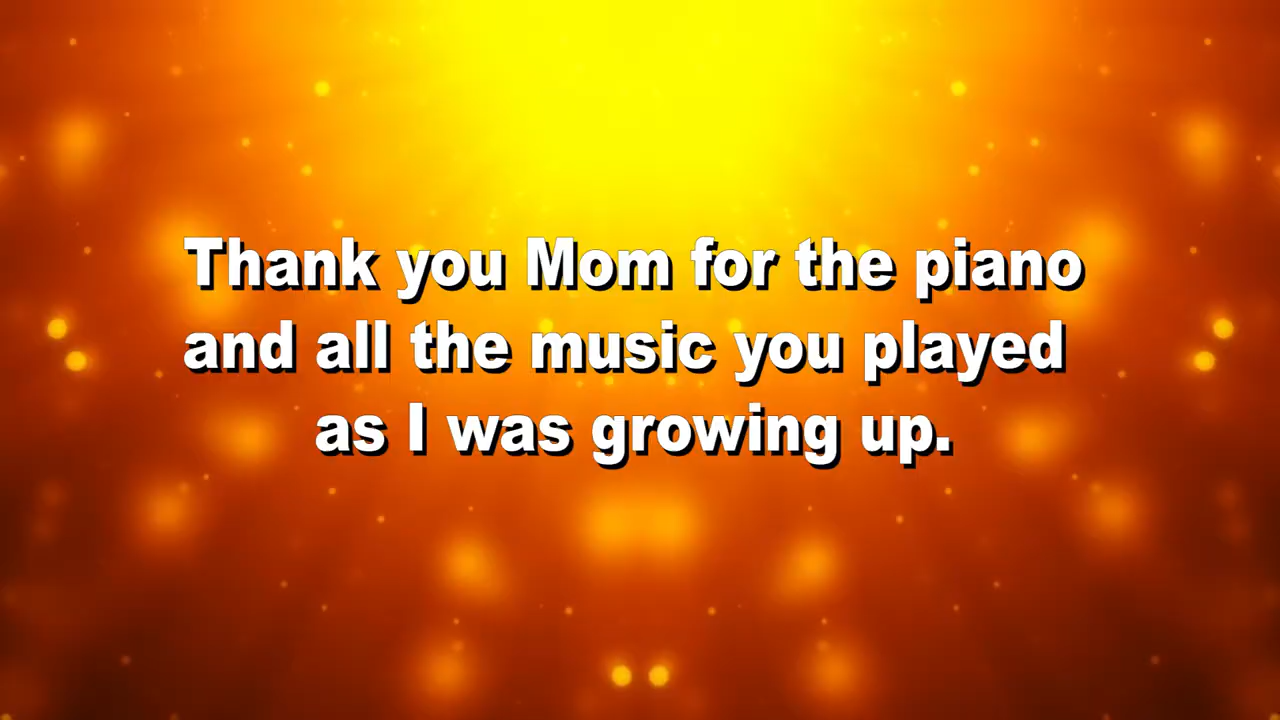 Thank you Mom for the piano
and all the music you played
as I was growing up.